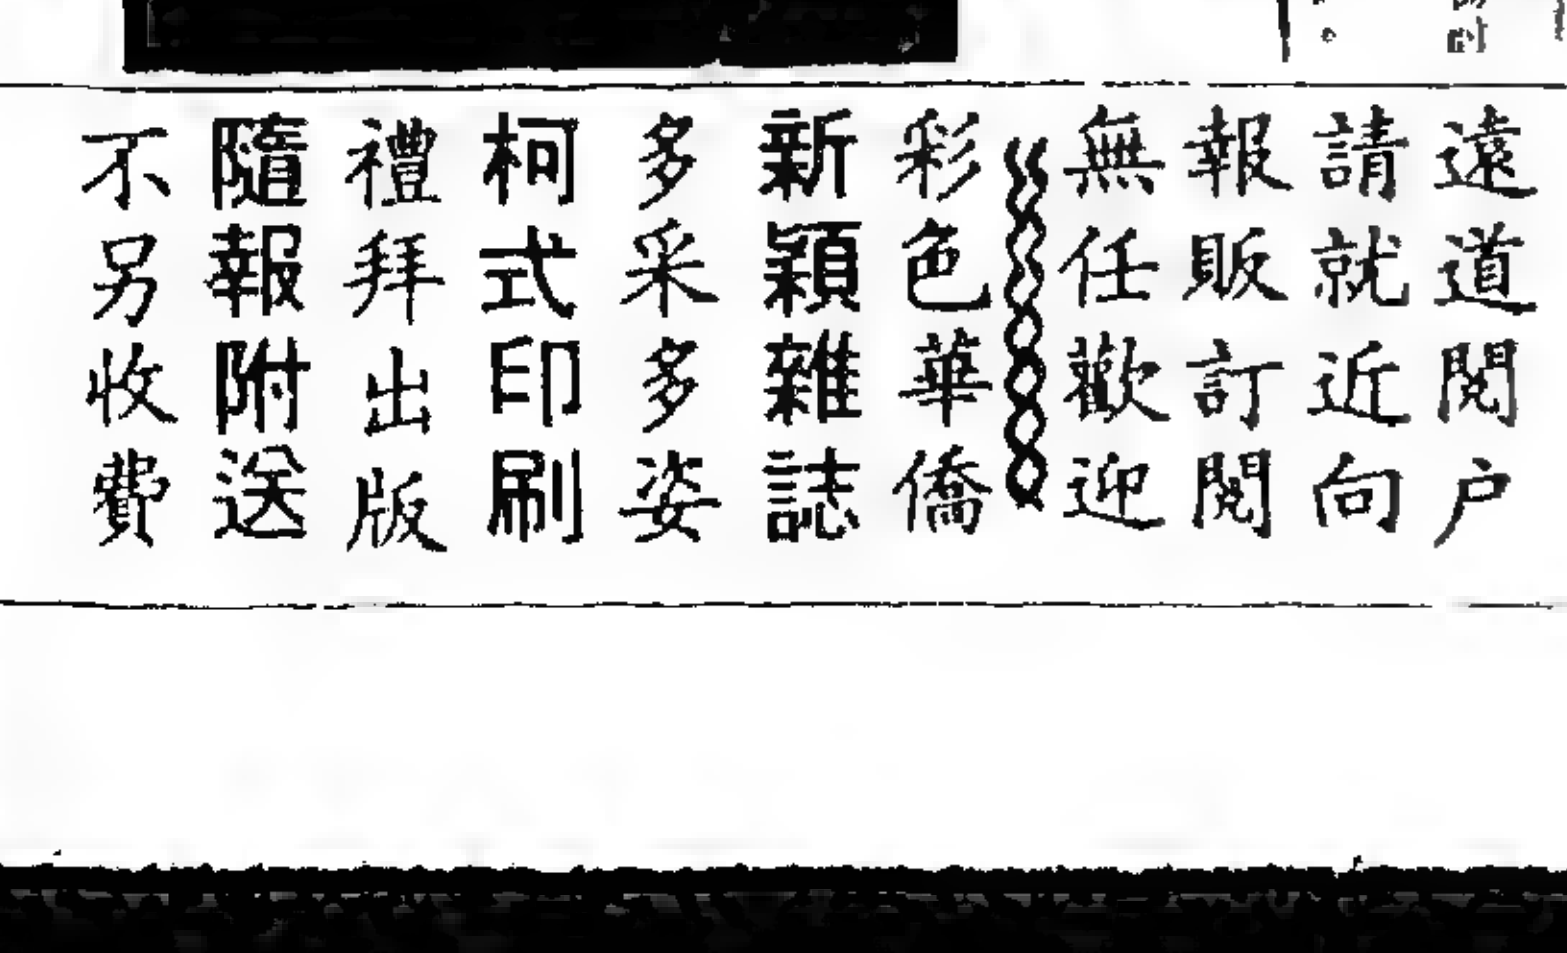 遠道閱户
請就近向
報販訂閱
無任歡迎
彩色華僑
新穎雜誌
多采多姿
柯式印刷
禮拜出版
隨報附送
不另收費